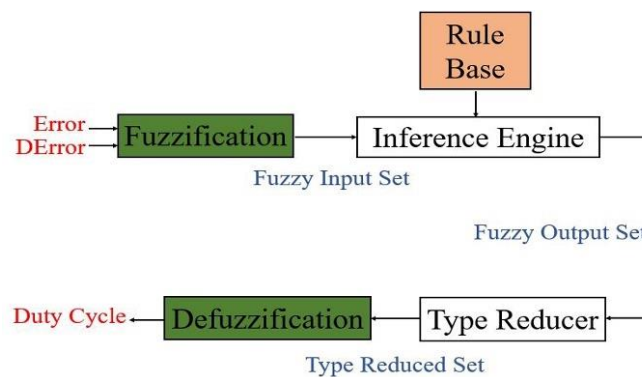 Rule
Base
Error
DError
Fuzzification
Inference Engine
Fuzzy Input Set
Fuzzy Output Set
Duty Cycle
Defuzzification
Type Reducer
Type Reduced Set